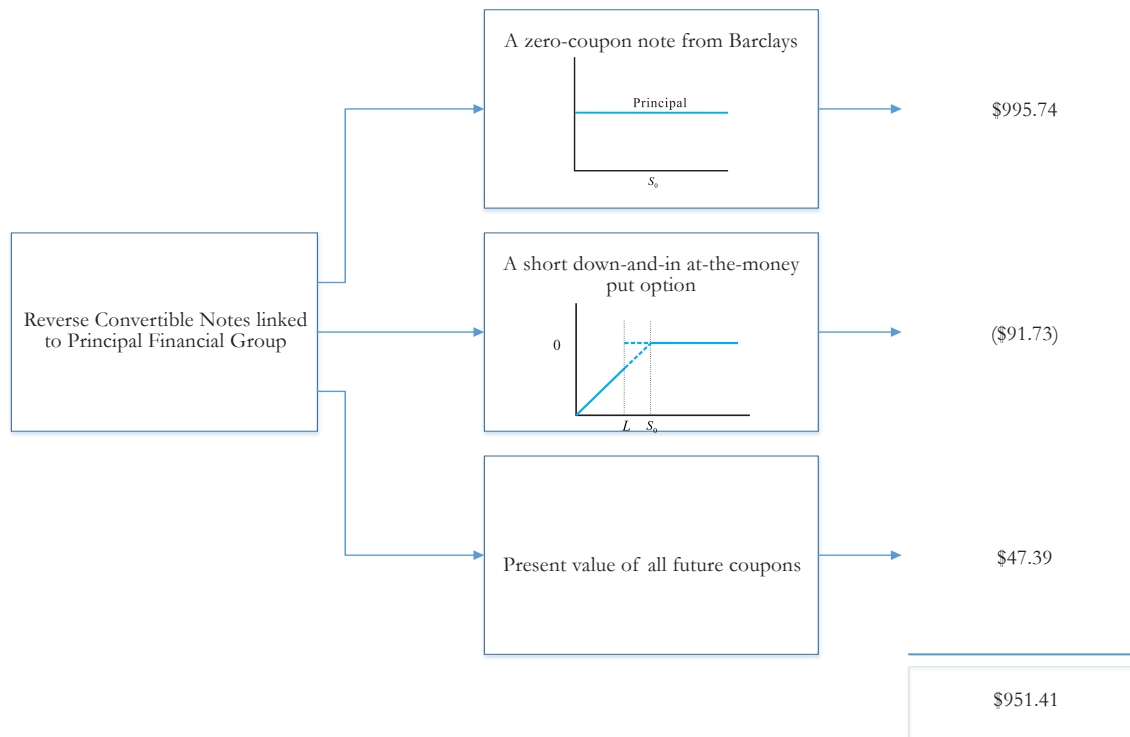 A zero-coupon note from Barclays
Principal
S₀
$995.74
Reverse Convertible Notes linked
to Principal Financial Group
A short down-and-in at-the-money
put option
0
L S₀
($91.73)
Present value of all future coupons
$47.39
$951.41